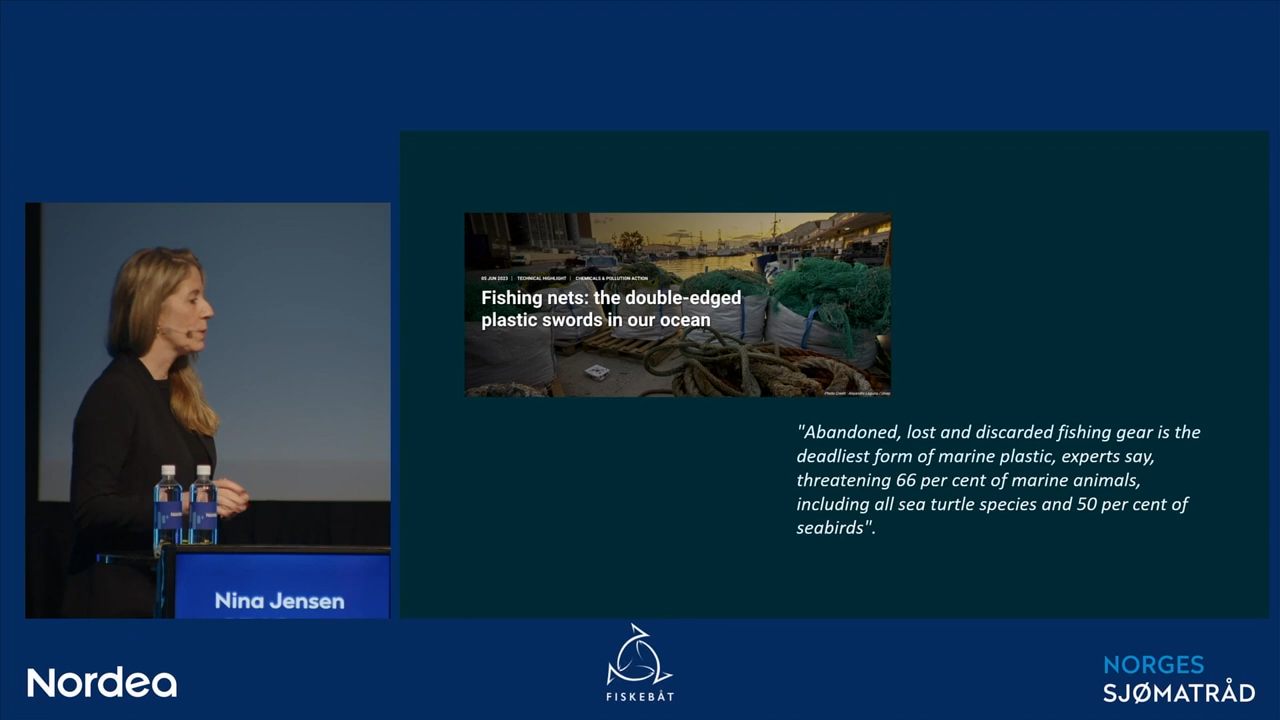 05 JUN 2023 | TECHNICAL HIGHLIGHT | CHEMICALS & POLLUTION ACTION
Fishing nets: the double-edged
plastic swords in our ocean
"Abandoned, lost and discarded fishing gear is the
deadliest form of marine plastic, experts say,
threatening 66 per cent of marine animals,
including all sea turtle species and 50 per cent of
seabirds".
Nina Jensen
Nordea
FISKEBÅT
NORGES
SJØMATRÅD